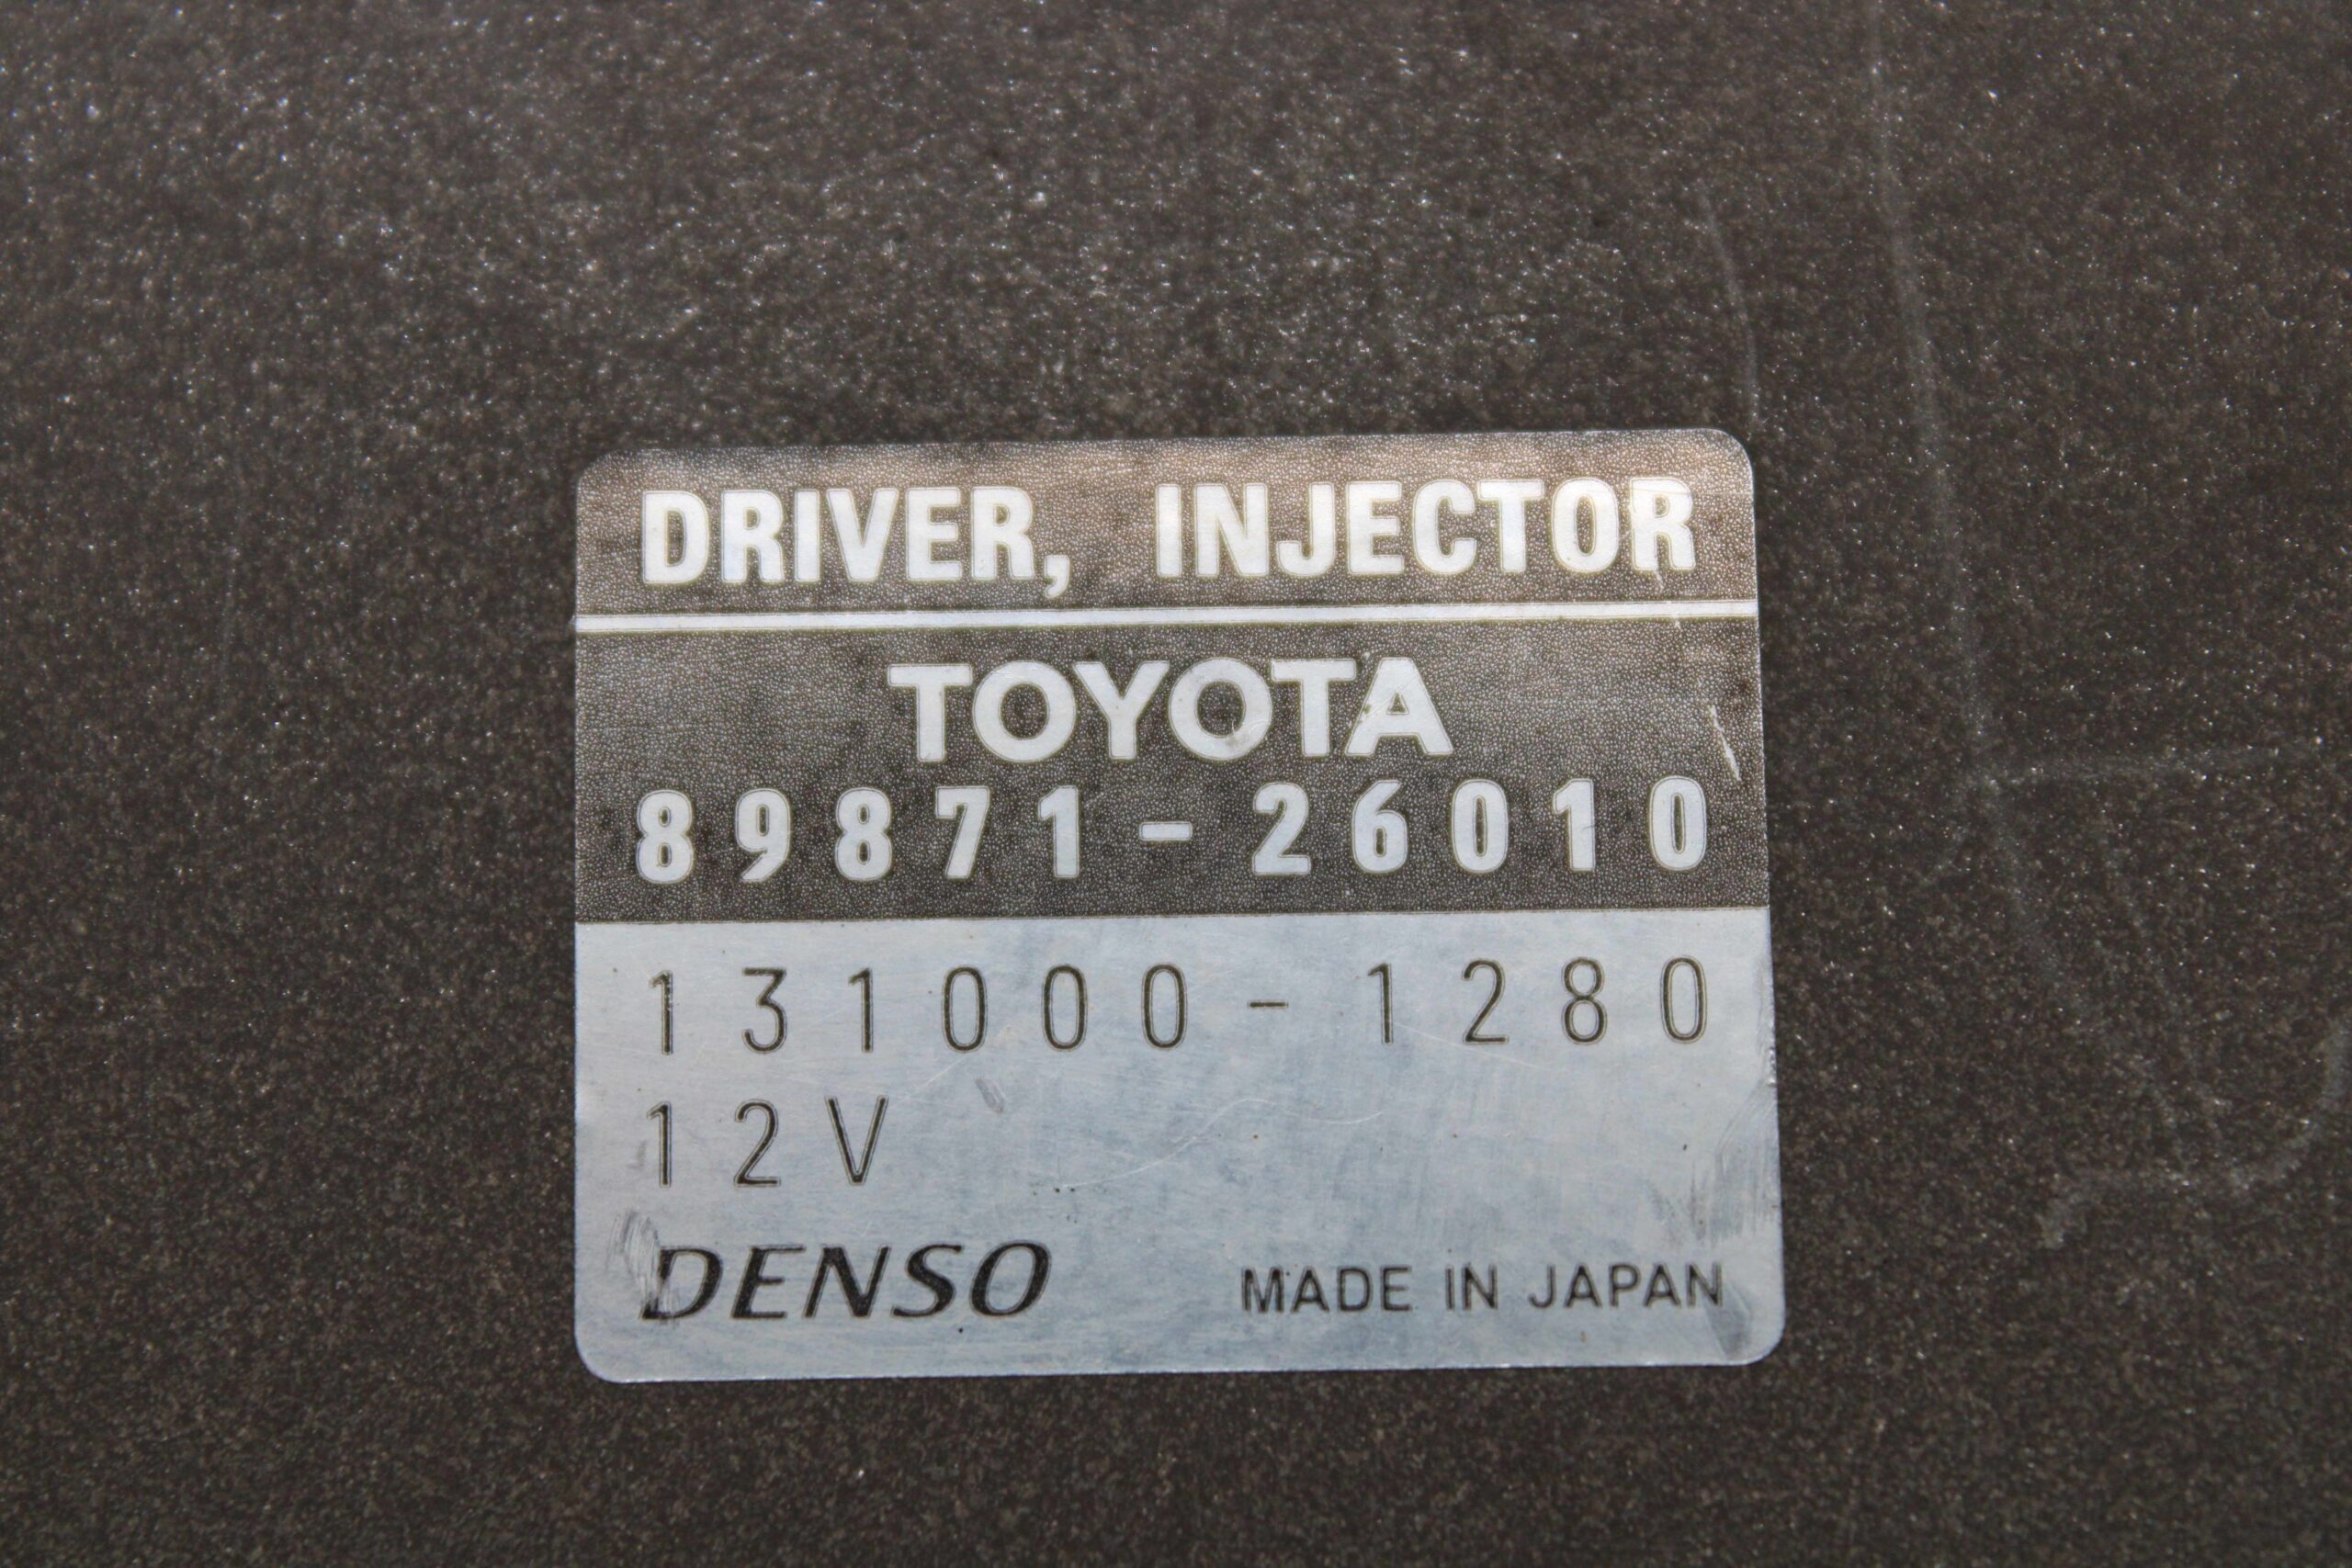 DRIVER, INJECTOR
TOYOTA
89871-26010
131000-1280
12V
DENSO MADE IN JAPAN